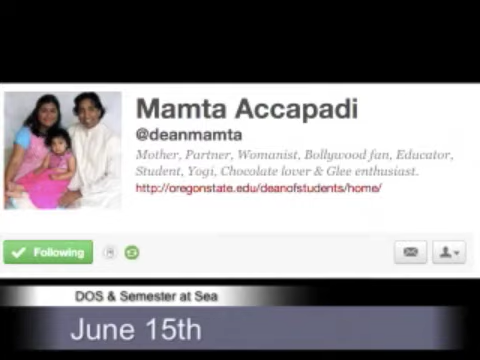 Mamta Accapadi
@deanmamta
Mother, Partner, Womanist, Bollywood fan, Educator,
Student, Yogi, Chocolate lover & Glee enthusiast.
http://oregonstate.edu/deanofstudents/home/
Following
DOS & Semester at Sea
June 15th